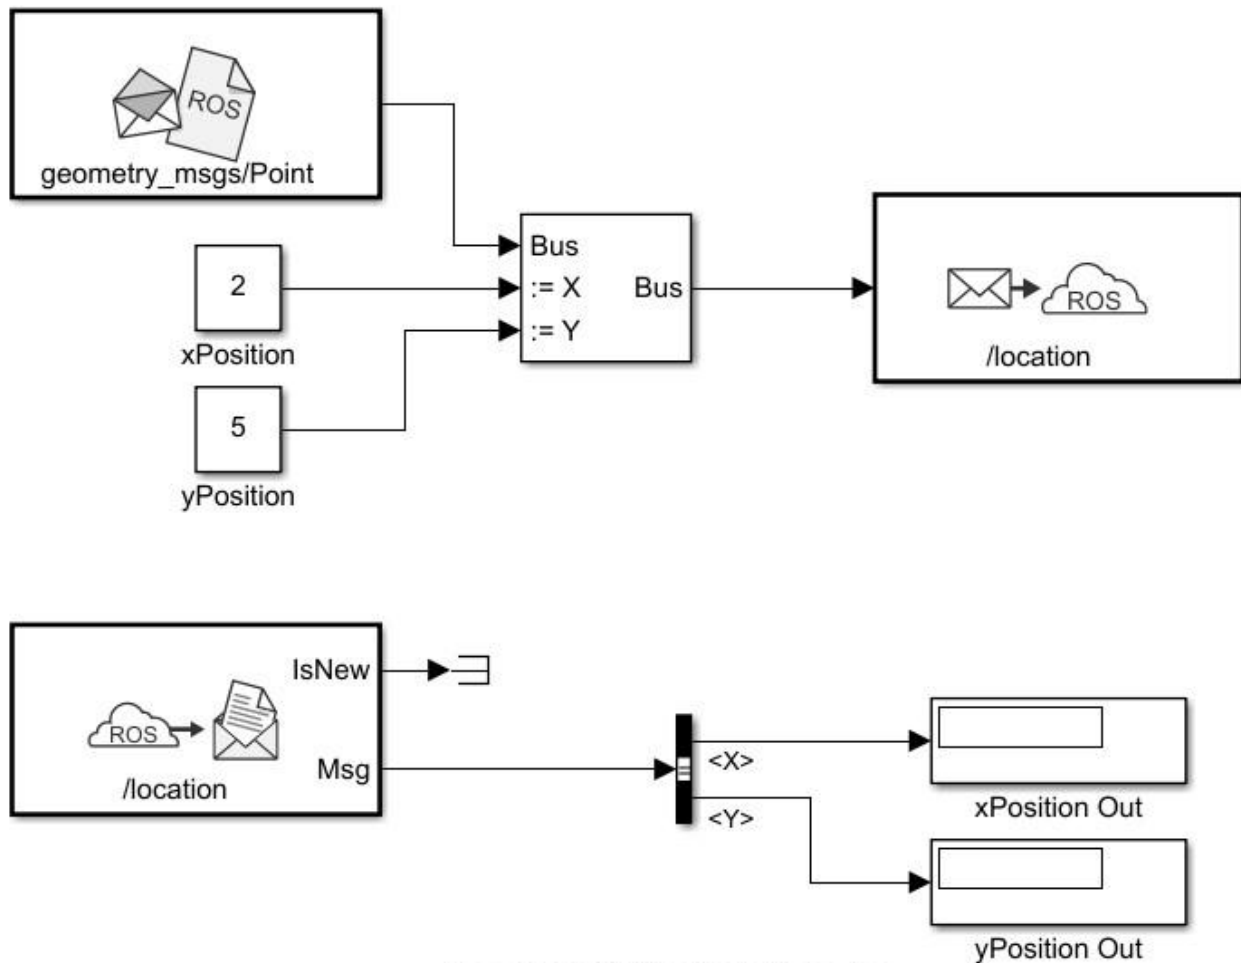 ROS
geometry_msgs/Point
2
xPosition
5
yPosition
Bus
:= X
:= Y
Bus
ROS
/location
IsNew
ROS
Msg
/location
<X>
<Y>
xPosition Out
yPosition Out